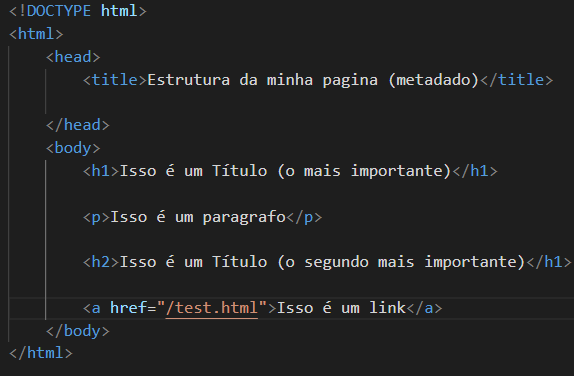 <!DOCTYPE html>
<html>
<head>
<title>Estrutura da minha pagina (metadado)</title>
</head>
<body>
<h1>Isso é um Título (o mais importante)</h1>
<p>Isso é um paragrafo</p>
<h2>Isso é um Título (o segundo mais importante)</h1>
<a href="/test.html">Isso é um link</a>
</body>
</html>